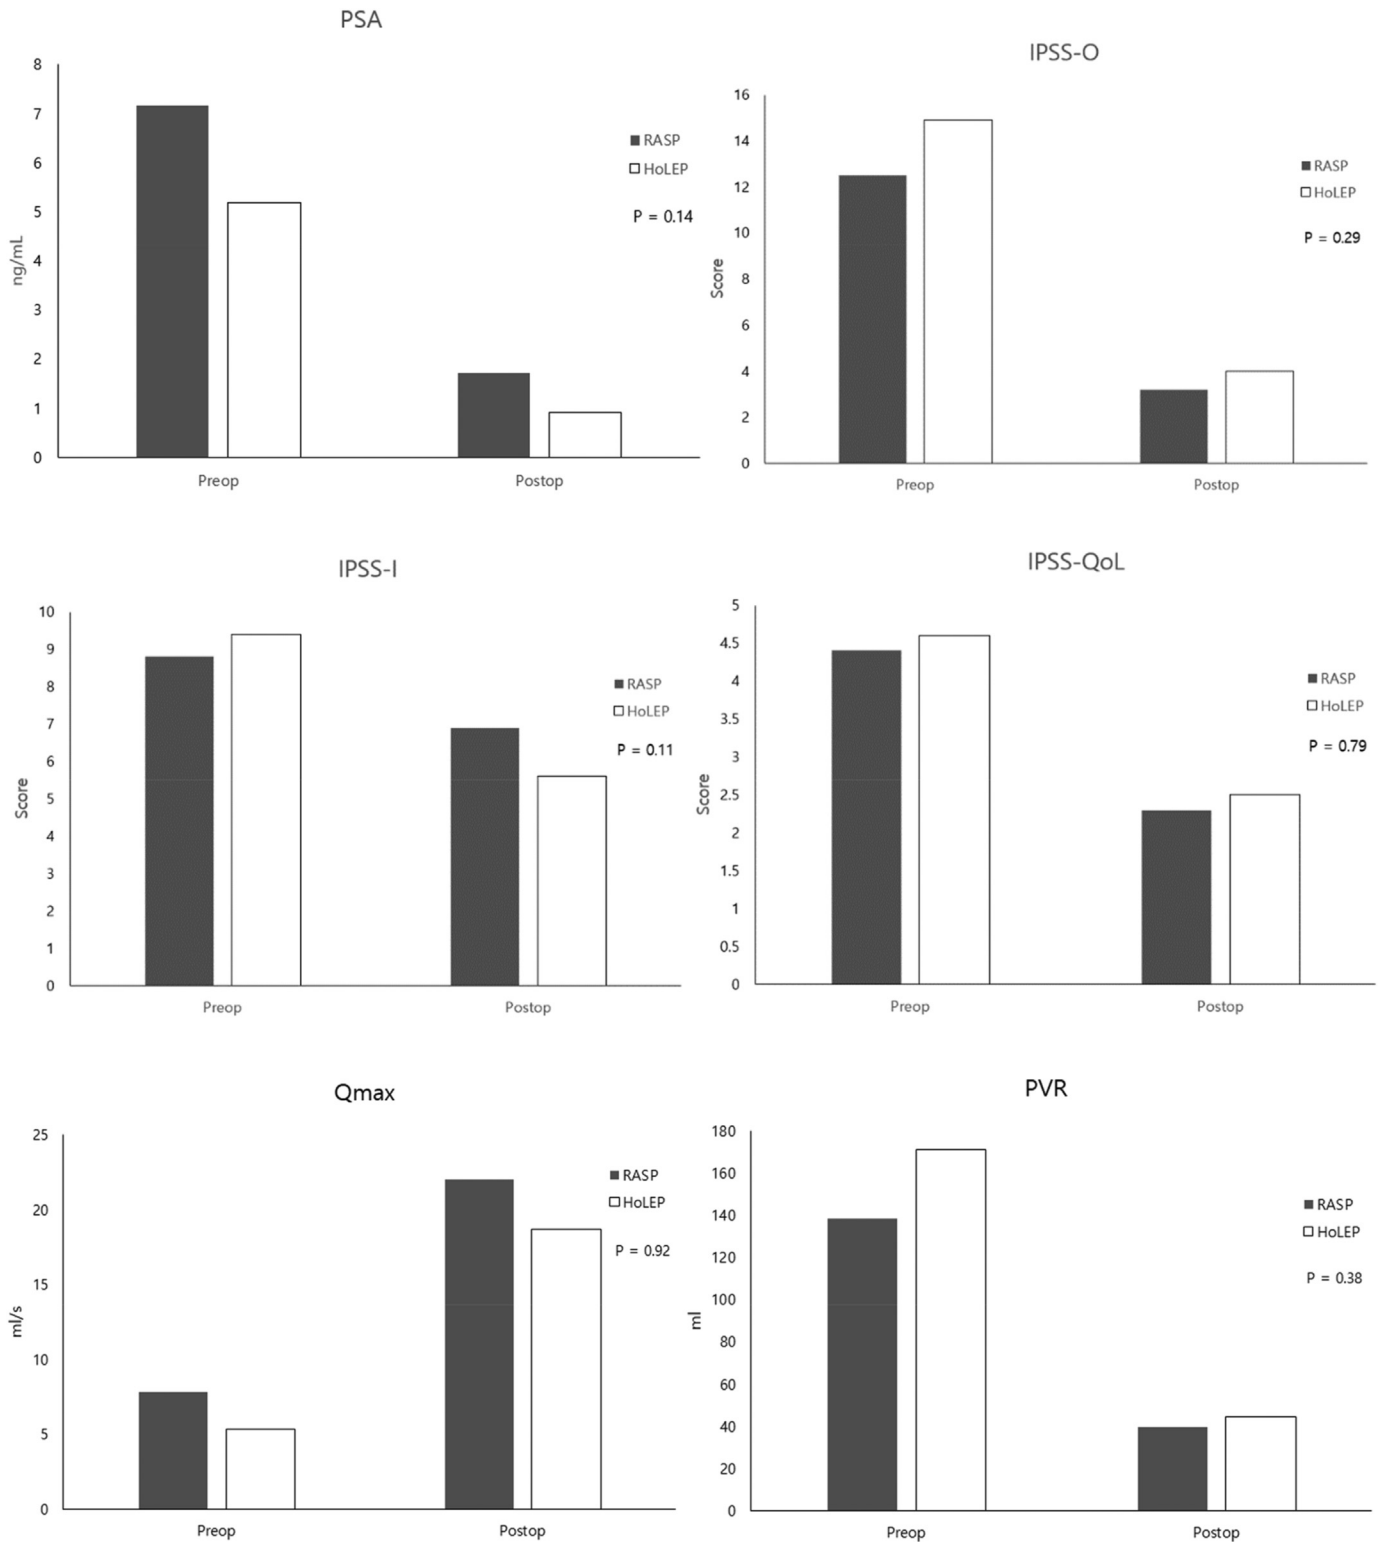 PSA
8
7
6
5
4
3
2
1
0
ng/mL
RASP
HoLEP
P = 0.14
Preop
Postop
IPSS-O
16
14
12
10
8
6
4
2
0
Score
RASP
HoLEP
P = 0.29
Preop
Postop
IPSS-I
10
9
8
7
6
5
4
3
2
1
0
Score
RASP
HoLEP
P = 0.11
Preop
Postop
IPSS-QoL
5
4.5
4
3.5
3
2.5
2
1.5
1
0.5
0
Score
RASP
HoLEP
P = 0.79
Preop
Postop
Qmax
25
20
15
10
5
0
ml/s
RASP
HoLEP
P = 0.92
Preop
Postop
PVR
180
160
140
120
100
80
60
40
20
0
ml
RASP
HoLEP
P = 0.38
Preop
Postop